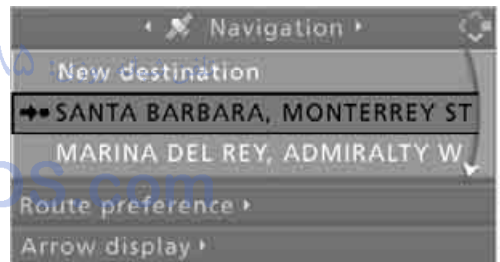 Navigation
New destination
SANTA BARBARA, MONTERREY ST
MARINA DEL REY, ADMIRALTY W
Route preference
Arrow display